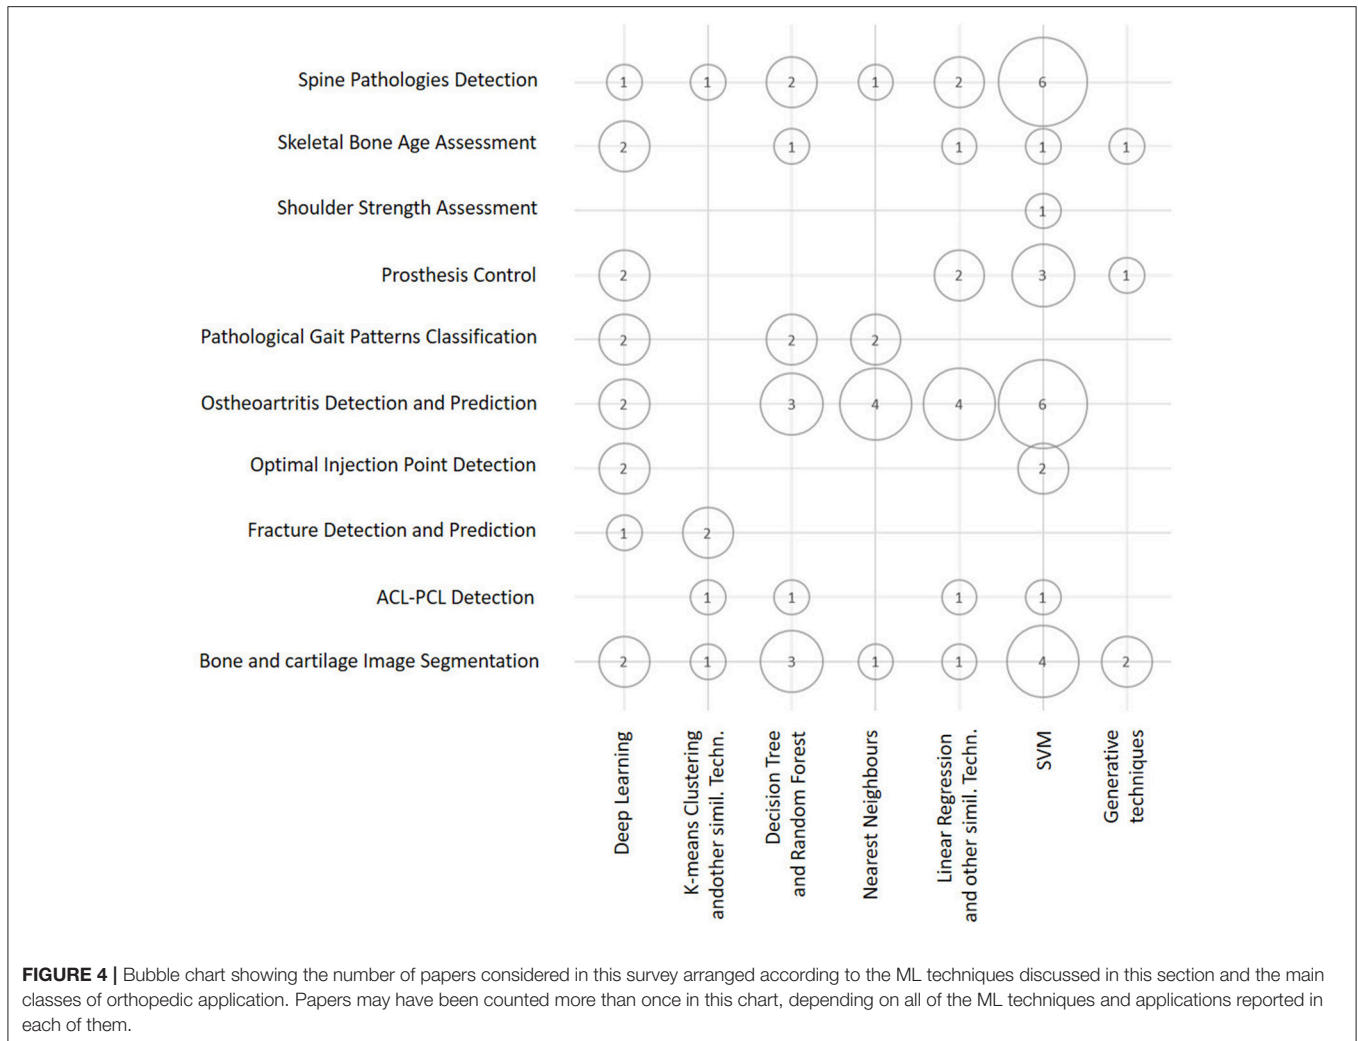 Spine Pathologies Detection 1 1 2 1 2 6
Skeletal Bone Age Assessment 2 1 1 1 1
Shoulder Strength Assessment 1
Prosthesis Control 2 2 3 1
Pathological Gait Patterns Classification 2 2 2
Ostheoartritis Detection and Prediction 2 3 4 4 6
Optimal Injection Point Detection 2 2
Fracture Detection and Prediction 1 2
ACL-PCL Detection 1 1 1 1
Bone and cartilage Image Segmentation 2 1 3 1 1 4 2
Deep Learning
K-means Clustering
andother simil. Techn.
Decision Tree
and Random Forest
Nearest Neighbours
Linear Regression
and other simil. Techn.
SVM
Generative
techniques
FIGURE 4 | Bubble chart showing the number of papers considered in this survey arranged according to the ML techniques discussed in this section and the main
classes of orthopedic application. Papers may have been counted more than once in this chart, depending on all of the ML techniques and applications reported in
each of them.